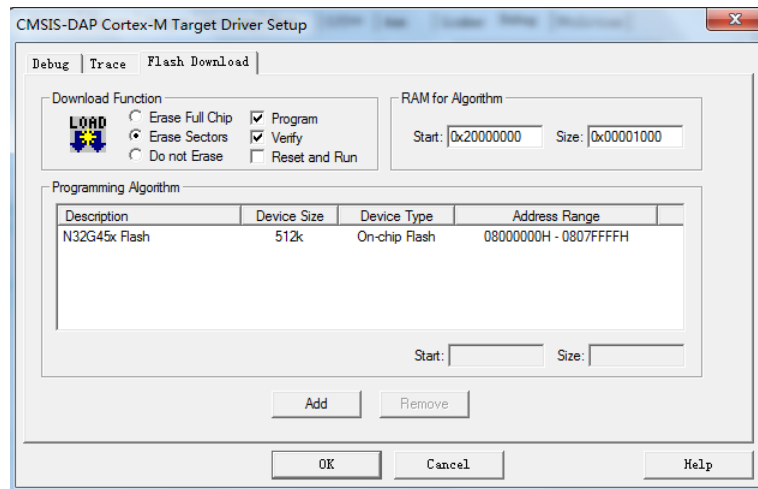 CMSIS-DAP Cortex-M Target Driver Setup
Debug Trace Flash Download
Download Function
LOAD
Erase Full Chip
Erase Sectors
Do not Erase
Program
Verify
Reset and Run
RAM for Algorithm
Start: 0x20000000 Size: 0x00001000
Programming Algorithm
Description Device Size Device Type Address Range
N32G45x Flash 512k On-chip Flash 08000000H - 0807FFFFH
Start: Size:
Add Remove
OK Cancel Help